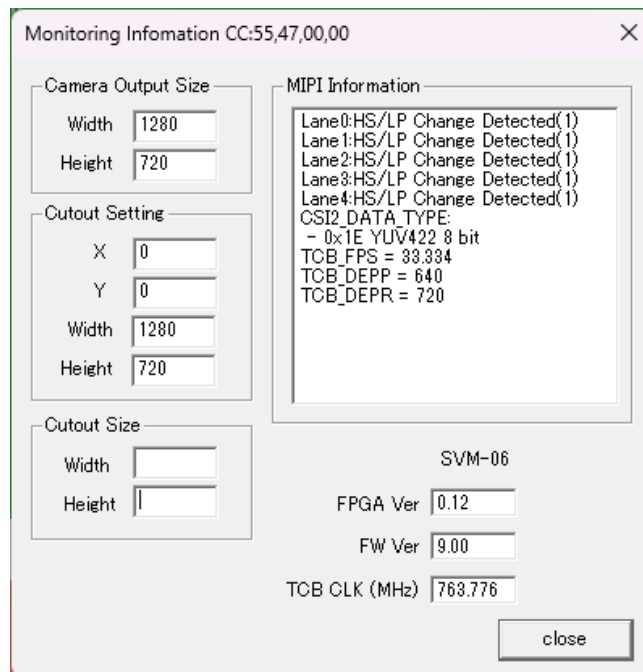 Monitoring Infomation CC:55,47,00,00
Camera Output Size
Width 1280
Height 720
Cutout Setting
X 0
Y 0
Width 1280
Height 720
Cutout Size
Width
Height
MIPI Information
Lane0:HS/LP Change Detected(1)
Lane1:HS/LP Change Detected(1)
Lane2:HS/LP Change Detected(1)
Lane3:HS/LP Change Detected(1)
Lane4:HS/LP Change Detected(1)
CSI2_DATA_TYPE:
- 0x1E YUV422 8 bit
TCB_FPS = 33.334
TCB_DEPP = 640
TCB_DEPR = 720
SVM-06
FPGA Ver 0.12
FW Ver 9.00
TCB CLK (MHz) 763.776
close